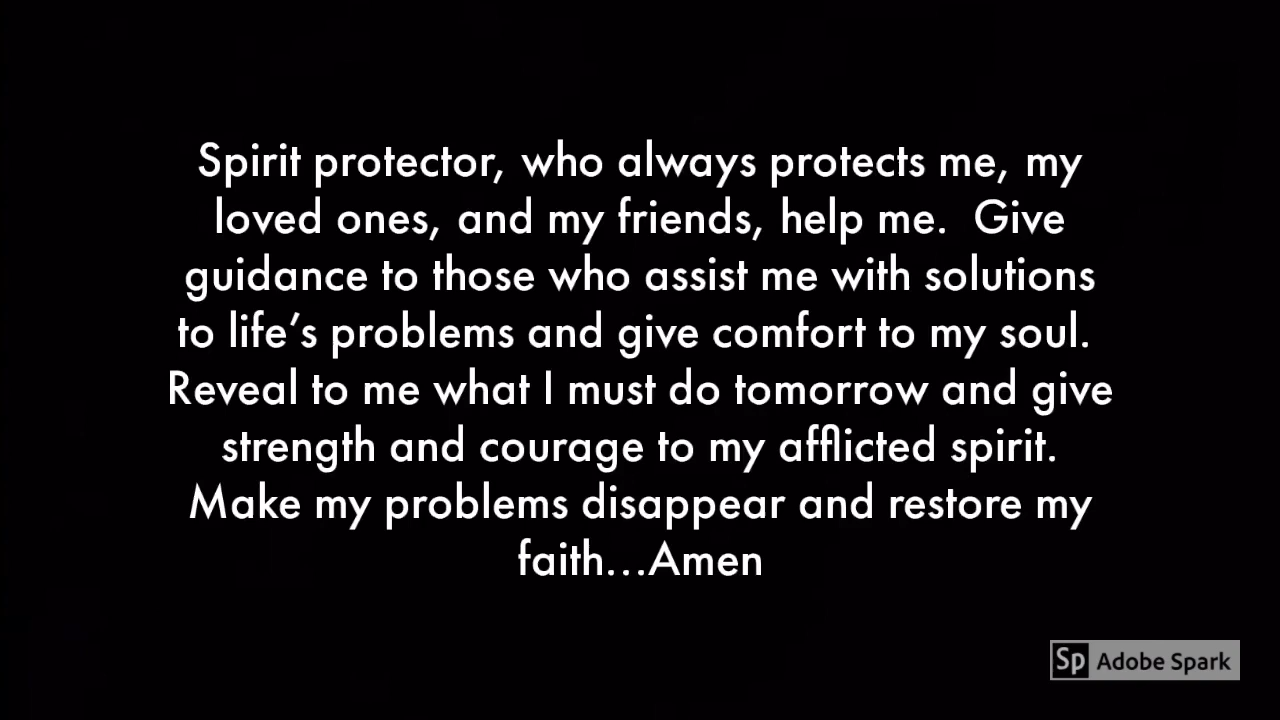 Spirit protector, who always protects me, my
loved ones, and my friends, help me.  Give
guidance to those who assist me with solutions
to life’s problems and give comfort to my soul.
Reveal to me what I must do tomorrow and give
strength and courage to my afflicted spirit.
Make my problems disappear and restore my
faith...Amen
Sp Adobe Spark